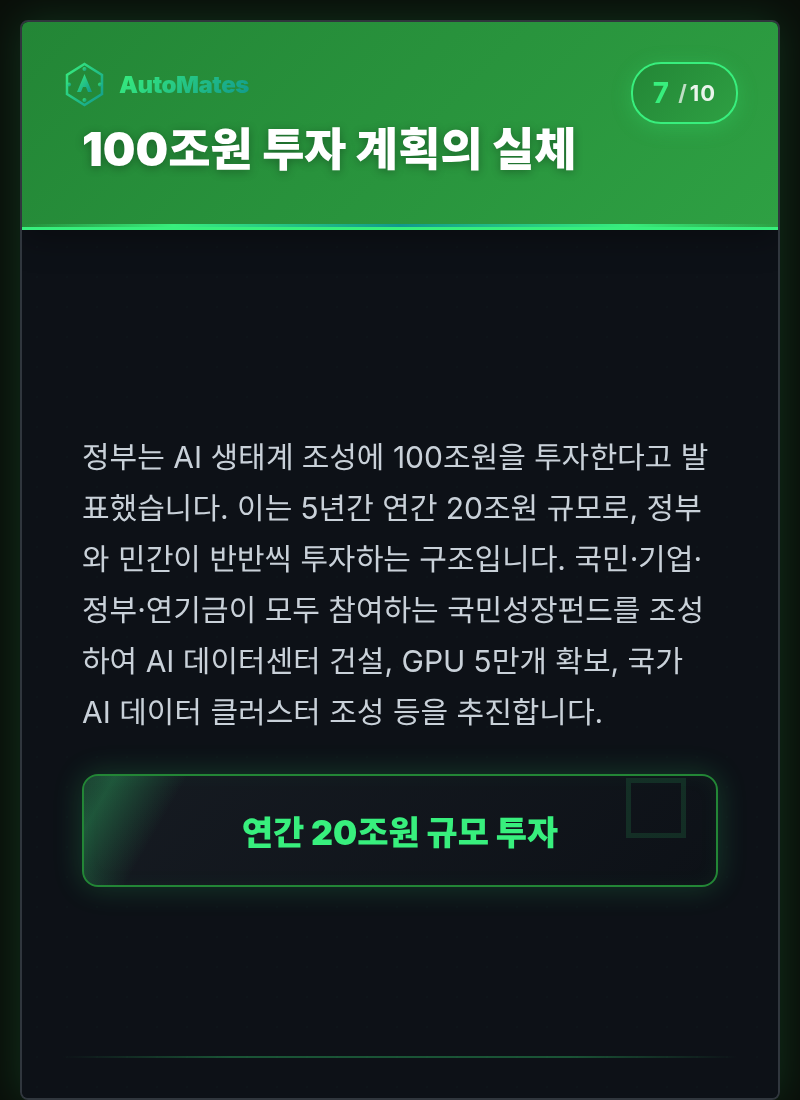 AutoMates
7 /10
100조원 투자 계획의 실체
정부는 AI 생태계 조성에 100조원을 투자한다고 발
표했습니다. 이는 5년간 연간 20조원 규모로, 정부
와 민간이 반반씩 투자하는 구조입니다. 국민·기업·
정부·연기금이 모두 참여하는 국민성장펀드를 조성
하여 AI 데이터센터 건설, GPU 5만개 확보, 국가
AI 데이터 클러스터 조성 등을 추진합니다.
연간 20조원 규모 투자